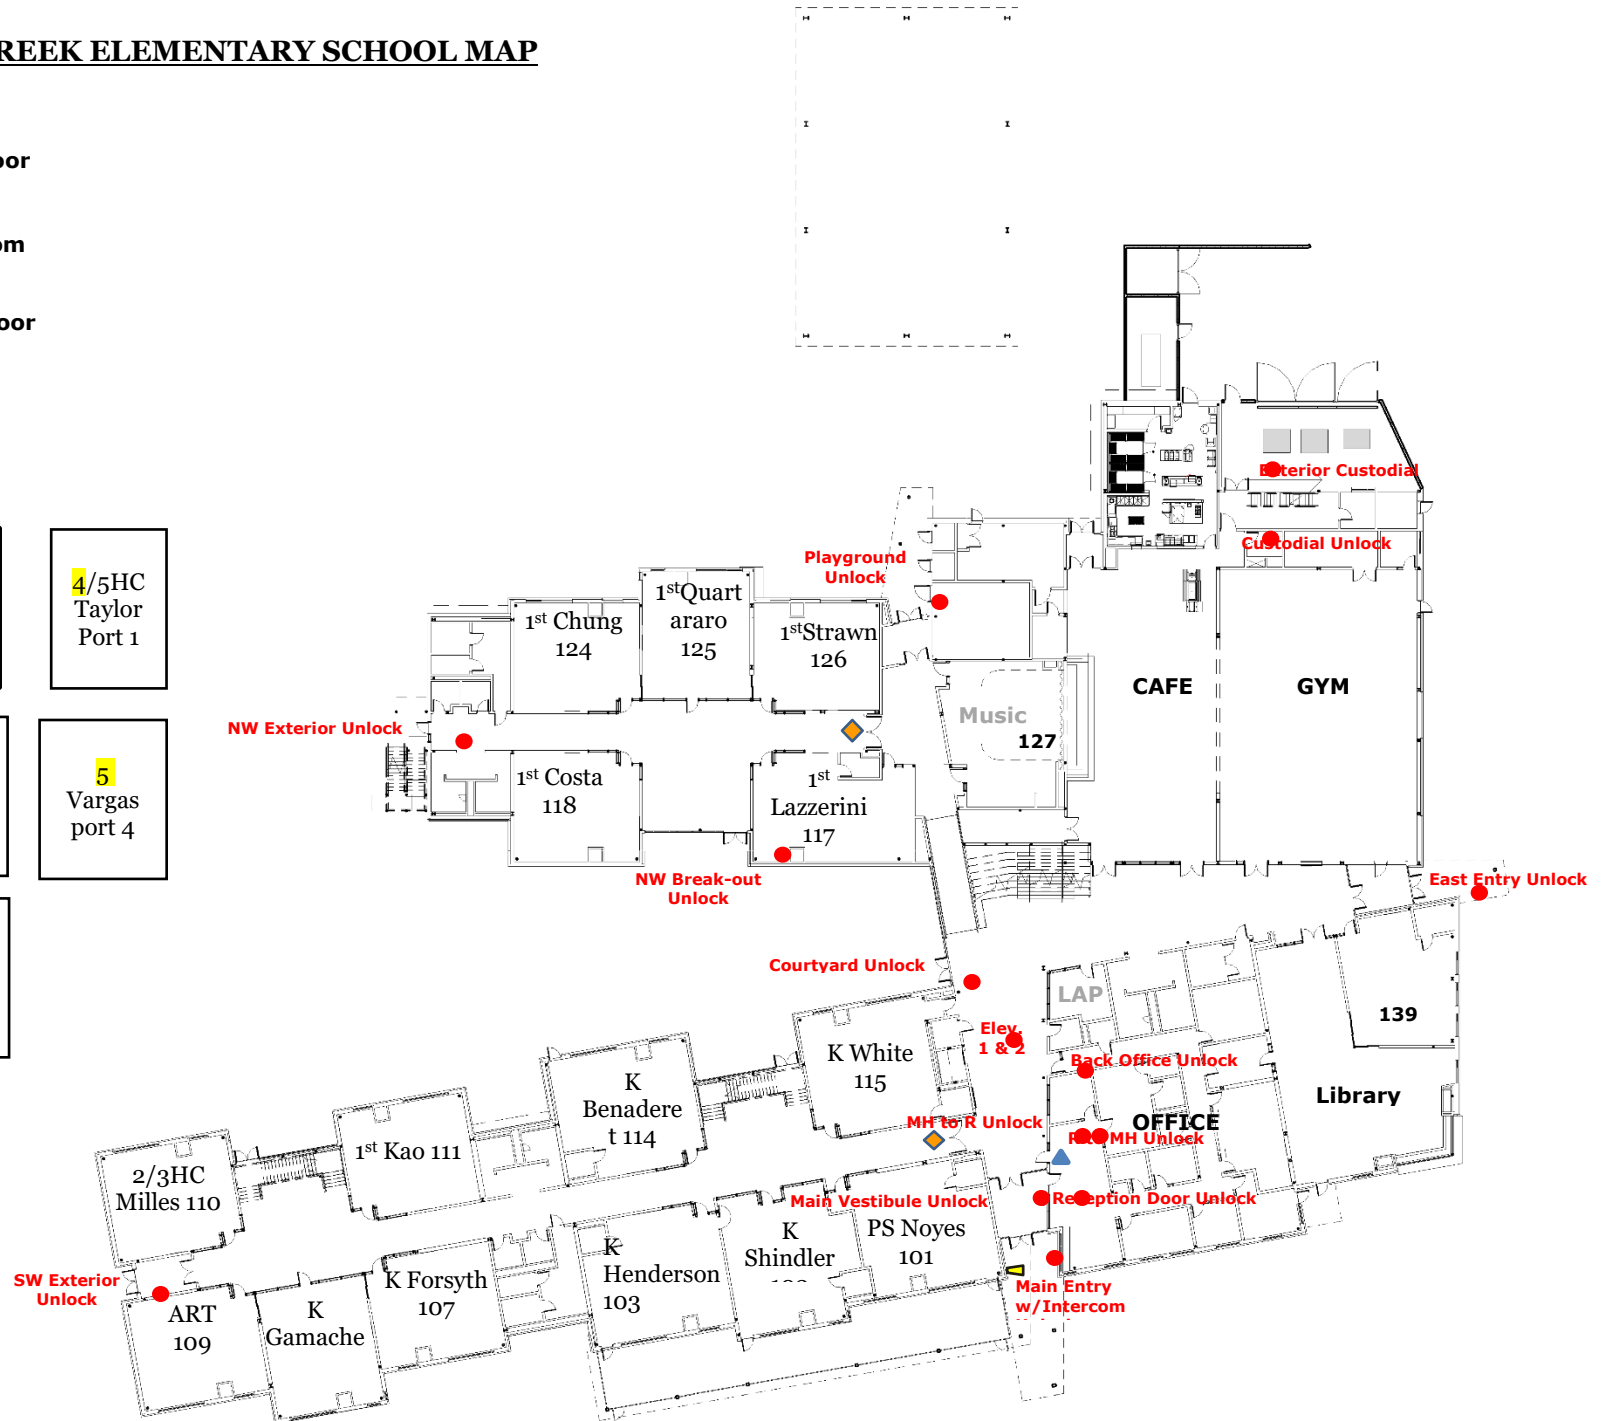 REEK ELEMENTARY SCHOOL MAP
oor
om
oor
4/5HC
Taylor
Port 1
5
Vargas
port 4
Exterior Custodial
Custodial Unlock
Playground
Unlock
1st Chung
124
1stQuart
araro
125
1stStrawn
126
CAFE
GYM
Music
127
NW Exterior Unlock
1st Costa
118
1st
Lazzerini
117
NW Break-out
Unlock
East Entry Unlock
Courtyard Unlock
LAP
139
Elev.
1 & 2
K White
115
Back Office Unlock
Library
K
Benadere
t 114
MH to R Unlock
OFFICE
MH Unlock
1st Kao 111
2/3HC
Milles 110
Main Vestibule Unlock
Reception Door Unlock
PS Noyes
101
K
Shindler
K
Henderson
103
K Forsyth
107
SW Exterior
Unlock
ART
109
K
Gamache
Main Entry
w/Intercom